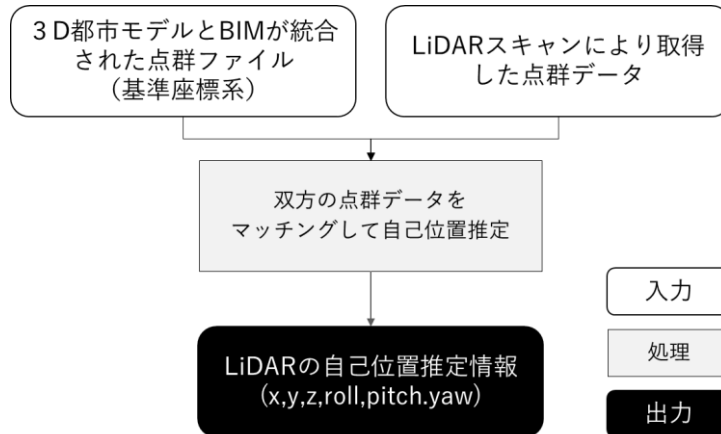 ３D都市モデルとBIMが統合
された点群ファイル
（基準座標系）
LiDARスキャンにより取得
した点群データ
双方の点群データを
マッチングして自己位置推定
LiDARの自己位置推定情報
(x,y,z,roll,pitch.yaw)
入力
処理
出力